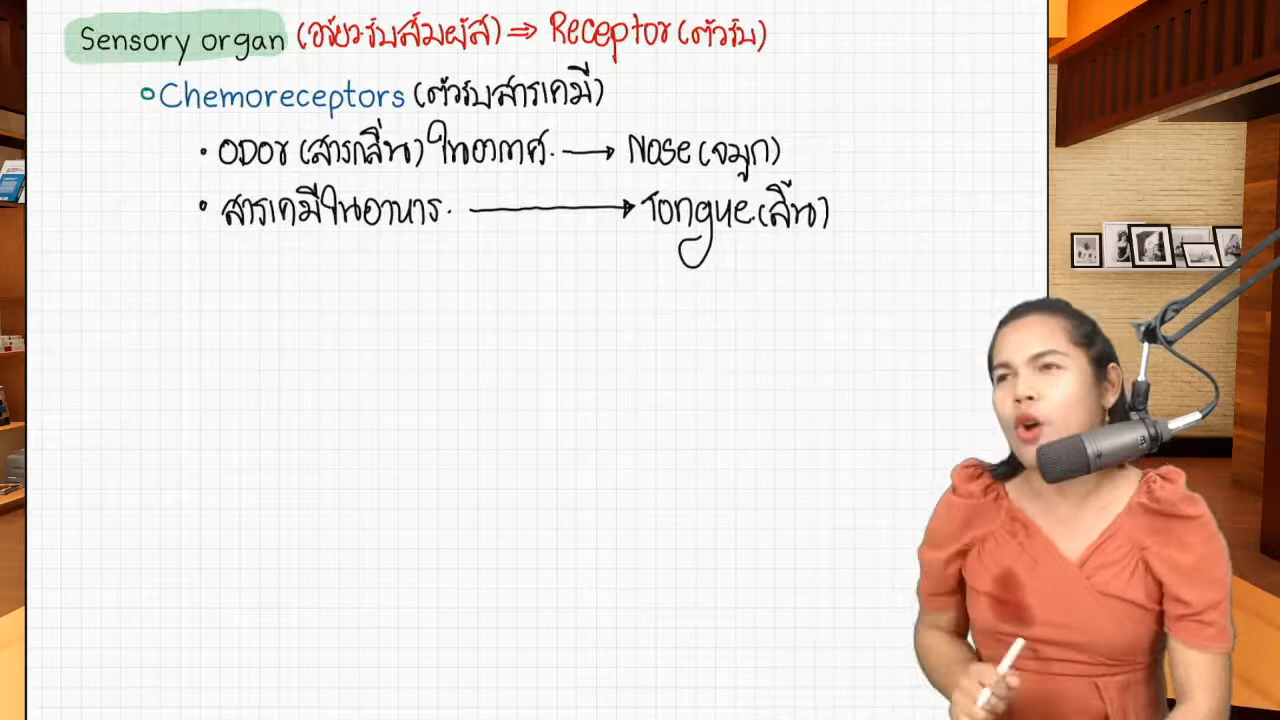 Sensory organ (อวัยวะรับสัมผัส) ⇒ Receptor (ตัวรับ)
Chemoreceptors (ตัวรับสารเคมี)
• ODOR (สารกลิ่น) ในอากาศ. → Nose (จมูก)
• สารเคมีในอาหาร. → Tongue. (ลิ้น)